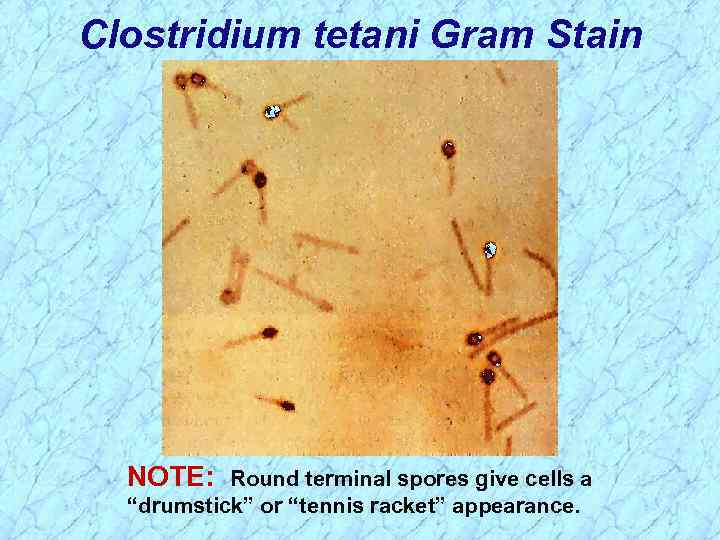 Clostridium tetani Gram Stain
NOTE: Round terminal spores give cells a
“drumstick” or “tennis racket” appearance.